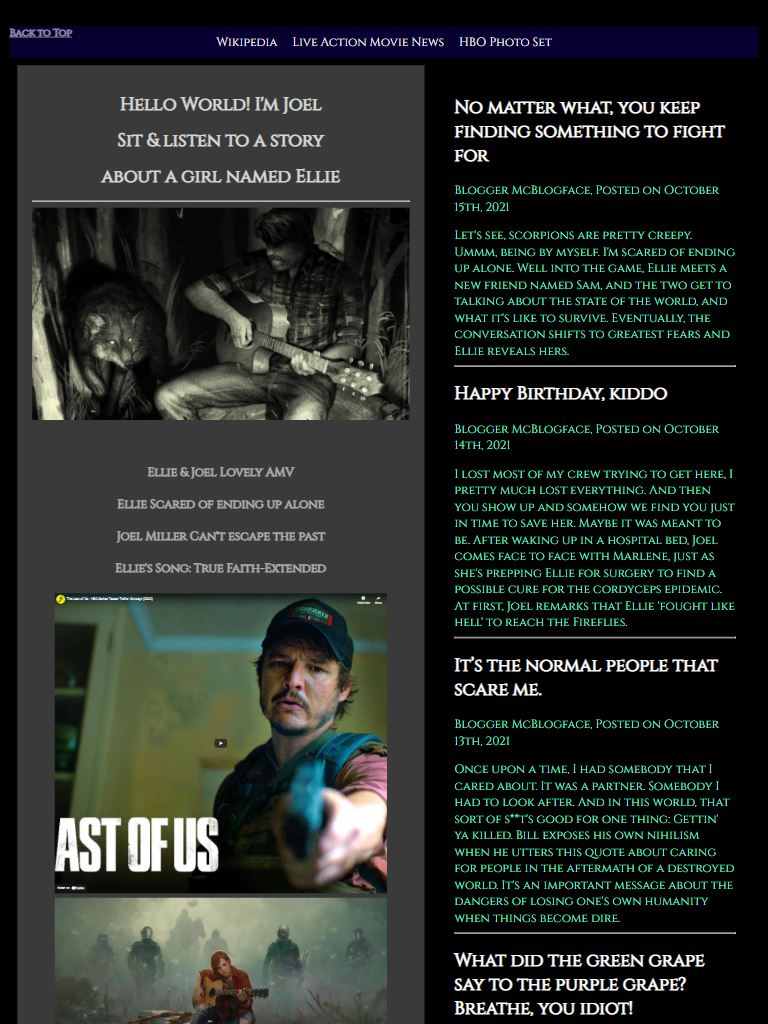 Back to Top
Wikipedia Live Action Movie News HBO Photo Set
Hello World! I'm Joel
Sit & listen to a story
about a girl named Ellie
Ellie & Joel Lovely AMV
Ellie Scared of ending up alone
Joel Miller Can't escape the past
Ellie's Song: True Faith-Extended
The Last of Us - HBO Series Teaser Trailer Concept (2022)
Watch later Share
AST OF US
Watch on YouTube
No matter what, you keep
finding something to fight
for
Blogger McBlogface, Posted on October
15th, 2021
Let's see, scorpions are pretty creepy.
Ummm, being by myself. I'm scared of ending
up alone. Well into the game, Ellie meets a
new friend named Sam, and the two get to
talking about the state of the world, and
what it's like to survive. Eventually, the
conversation shifts to greatest fears and
Ellie reveals hers.
Happy Birthday, kiddo
Blogger McBlogface, Posted on October
14th, 2021
I lost most of my crew trying to get here, I
pretty much lost everything. And then
you show up and somehow we find you just
in time to save her. Maybe it was meant to
be. After waking up in a hospital bed, Joel
comes face to face with Marlene, just as
she's prepping Ellie for surgery to find a
possible cure for the cordyceps epidemic.
At first, Joel remarks that Ellie 'fought like
hell' to reach the Fireflies.
It's the normal people that
scare me.
Blogger McBlogface, Posted on October
13th, 2021
Once upon a time, I had somebody that I
cared about. It was a partner. Somebody I
had to look after. And in this world, that
sort of s**t's good for one thing: Gettin'
ya killed. Bill exposes his own nihilism
when he utters this quote about caring
for people in the aftermath of a destroyed
world. It's an important message about the
dangers of losing one's own humanity
when things become dire.
What did the green grape
say to the purple grape?
Breathe, you idiot!